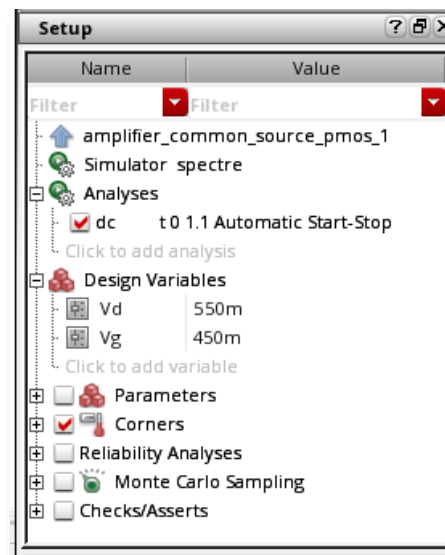 Setup
Name Value
Filter Filter
amplifier_common_source_pmos_1
Simulator spectre
Analyses
dc t 0 1.1 Automatic Start-Stop
Click to add analysis
Design Variables
Vd 550m
Vg 450m
Click to add variable
Parameters
Corners
Reliability Analyses
Monte Carlo Sampling
Checks/Asserts